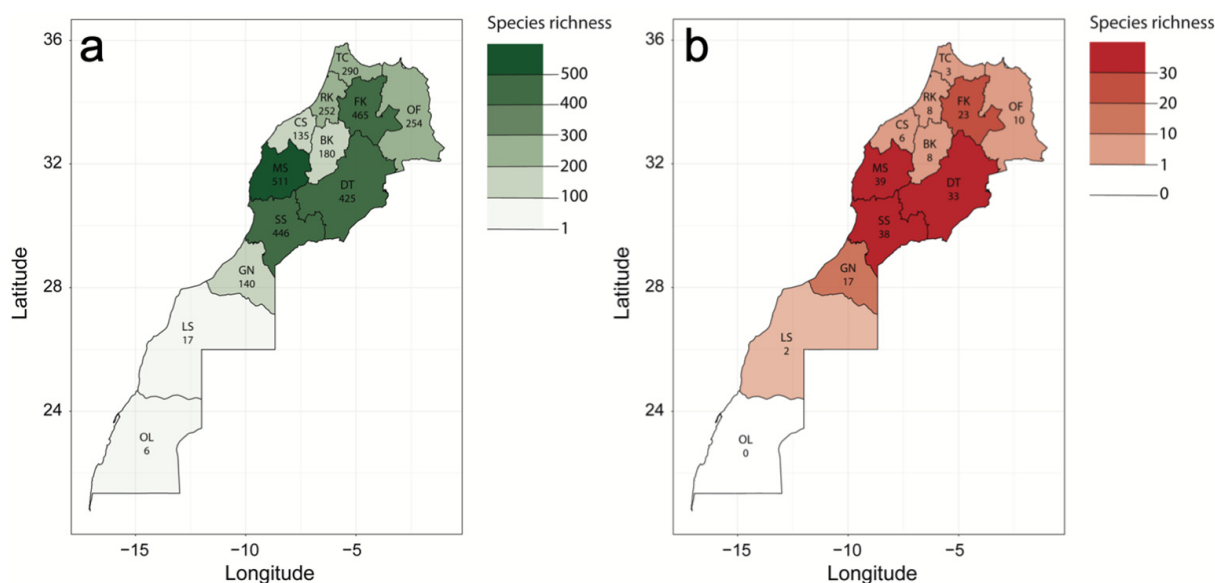 a
Species richness
500
400
300
200
100
1
36
32
28
24
Latitude
TC
290
RK
252
FK
465
OF
254
CS
135
BK
180
MS
511
DT
425
SS
446
GN
140
LS
17
OL
6
−15
−10
−5
Longitude
b
Species richness
30
20
10
1
0
36
32
28
24
Latitude
TC
3
RK
8
FK
23
OF
10
CS
6
BK
8
MS
39
DT
33
SS
38
GN
17
LS
2
OL
0
−15
−10
−5
Longitude